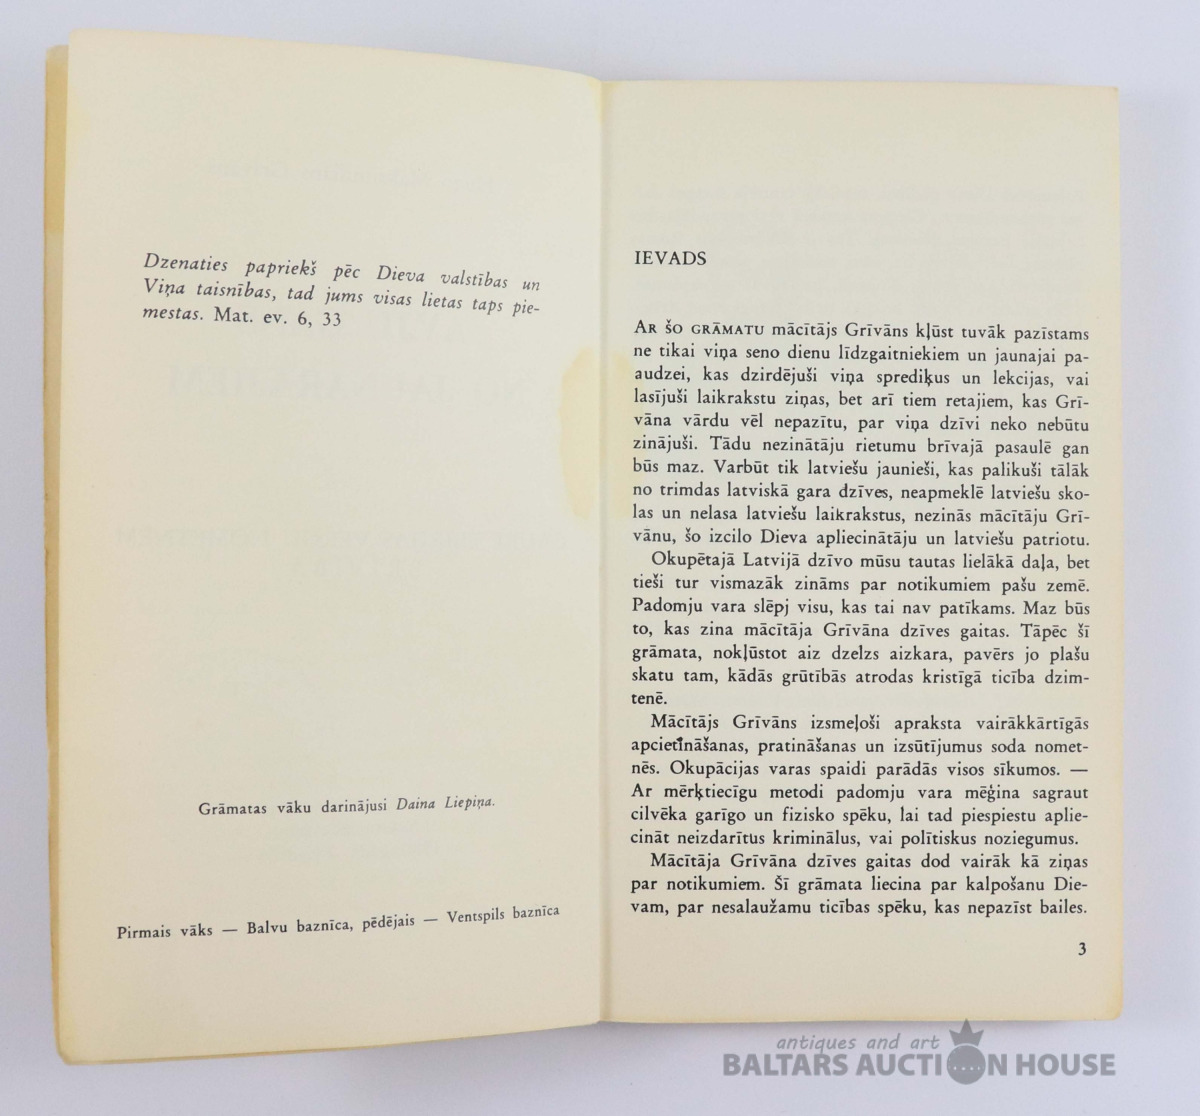 Dzenaties papriekš pēc Dieva valstības un
Viņa taisnības, tad jums visas lietas taps pie-
mestas. Mat. ev. 6, 33
Grāmatas vāku darinājusi Daina Liepiņa.
Pirmais vāks — Balvu baznīca, pēdējais — Ventspils baznīca
IEVADS
AR ŠO GRĀMATU mācītājs Grīvāns kļūst tuvāk pazīstams
ne tikai viņa seno dienu līdzgaitniekiem un jaunajai pa-
audzei, kas dzirdējuši viņa sprediķus un lekcijas, vai
lasījuši laikrakstu ziņas, bet arī tiem retajiem, kas Grī-
vāna vārdu vēl nepazītu, par viņa dzīvi neko nebūtu
zinājuši. Tādu nezinātāju rietumu brīvajā pasaulē gan
būs maz. Varbūt tik latviešu jaunieši, kas palikuši tālāk
no trimdas latviskā gara dzīves, neapmeklē latviešu sko-
las un nelasa latviešu laikrakstus, nezinās mācītāju Grī-
vānu, šo izcilo Dieva apliecinātāju un latviešu patriotu.
Okupētajā Latvijā dzīvo mūsu tautas lielākā daļa, bet
tieši tur vismazāk zināms par notikumiem pašu zemē.
Padomju vara slēpj visu, kas tai nav patīkams. Maz būs
to, kas zina mācītāja Grīvāna dzīves gaitas. Tāpēc šī
grāmata, nokļūstot aiz dzelzs aizkara, pavērs jo plašu
skatu tam, kādās grūtībās atrodas kristīgā ticība dzim-
tenē.
Mācītājs Grīvāns izsmeļoši apraksta vairākkārtīgās
apcietināšanas, pratināšanas un izsūtījumus soda nomet-
nēs. Okupācijas varas spaidi parādās visos sīkumos. —
Ar mērķtiecīgu metodi padomju vara mēģina sagraut
cilvēka garīgo un fizisko spēku, lai tad piespiestu aplie-
cināt neizdarītus kriminālus, vai polītiskus noziegumus.
Mācītāja Grīvāna dzīves gaitas dod vairāk kā ziņas
par notikumiem. Šī grāmata liecina par kalpošanu Die-
vam, par nesalaužamu ticības spēku, kas nepazīst bailes.
3
antiques and art
BALTARS AUCTION HOUSE